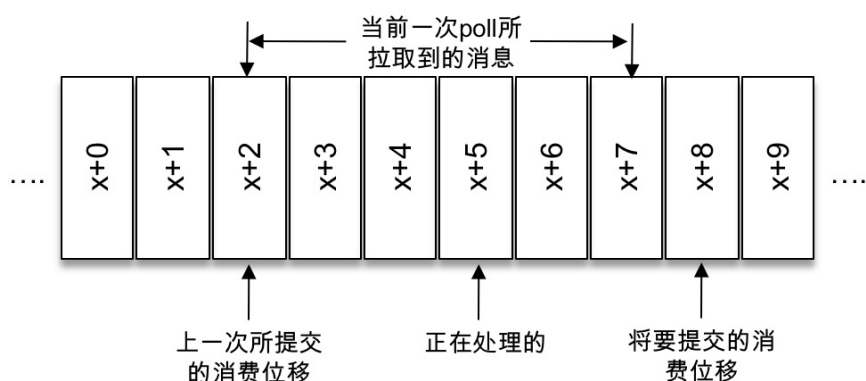 当前一次poll所
拉取到的消息
....
x+0
x+1
x+2
x+3
x+4
x+5
x+6
x+7
x+8
x+9
....
上一次所提交
的消费位移
正在处理的
将要提交的消
费位移